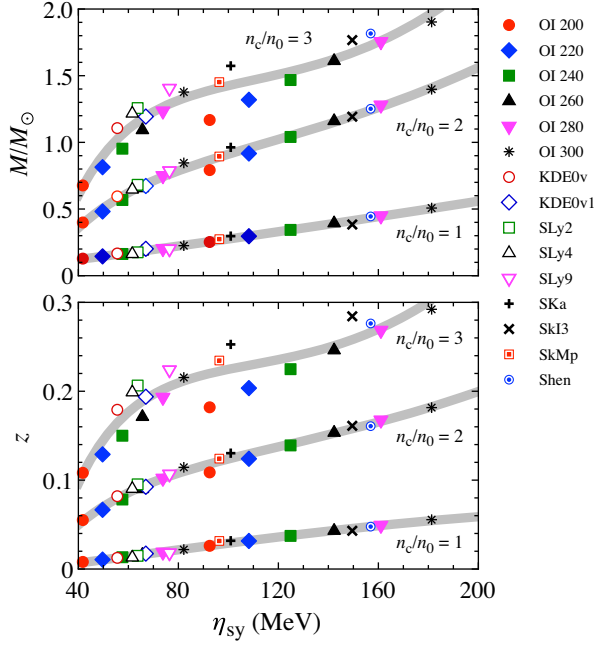 M/M⊙
2.0
1.5
1.0
0.5
0
n_c/n_0 = 3
n_c/n_0 = 2
n_c/n_0 = 1
z
0.3
0.2
0.1
0
n_c/n_0 = 3
n_c/n_0 = 2
n_c/n_0 = 1
40 80 120 160 200
η_sy (MeV)
OI 200
OI 220
OI 240
OI 260
OI 280
OI 300
KDE0v
KDE0v1
SLy2
SLy4
SLy9
SKa
SkI3
SkMp
Shen